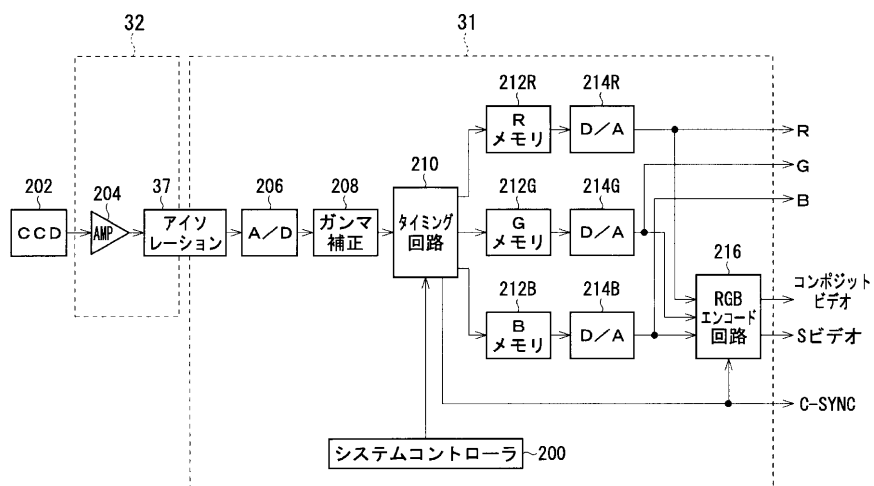 32
31
212R
214R
R
メモリ
D/A
R
G
B
202
204
37
206
208
210
212G
214G
CCD
AMP
アイソ
レーション
A/D
ガンマ
補正
タイミング
回路
G
メモリ
D/A
216
212B
214B
B
メモリ
D/A
RGB
エンコード
回路
コンポジット
ビデオ
Sビデオ
C-SYNC
システムコントローラ
200